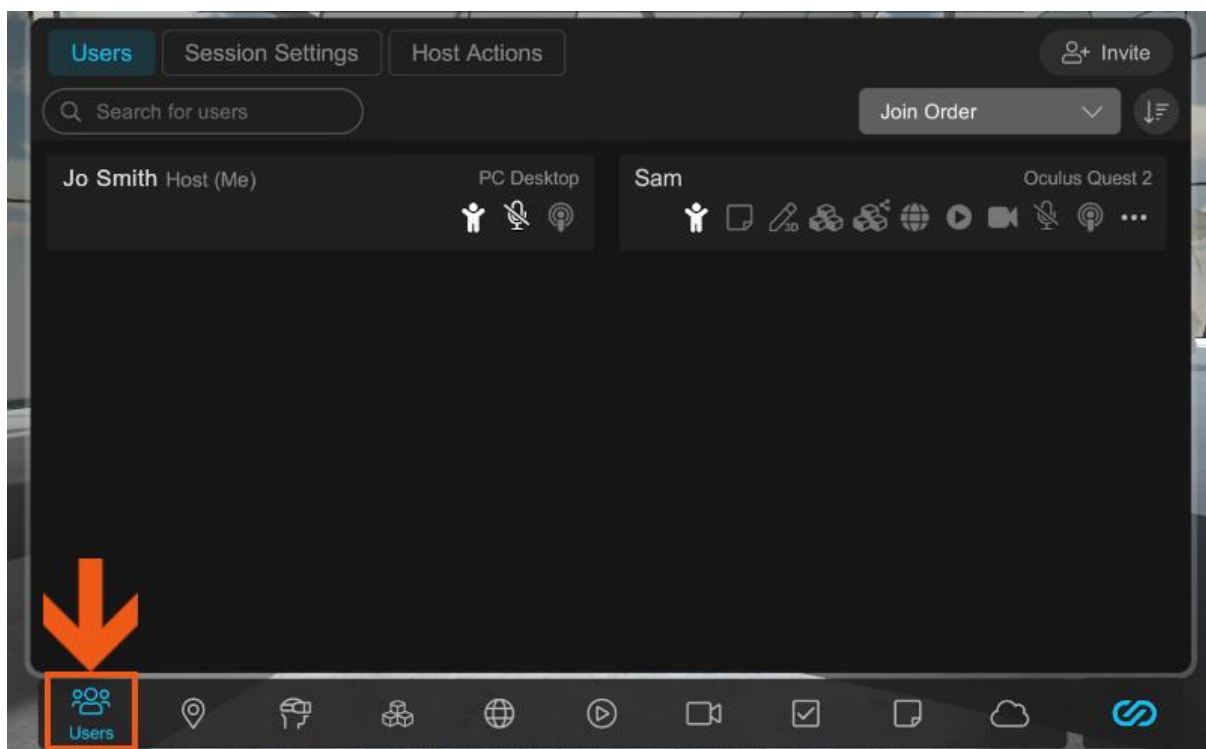 Users
Session Settings
Host Actions
Invite
Search for users
Join Order
Jo Smith Host (Me)
PC Desktop
Sam
Oculus Quest 2
3D
Users